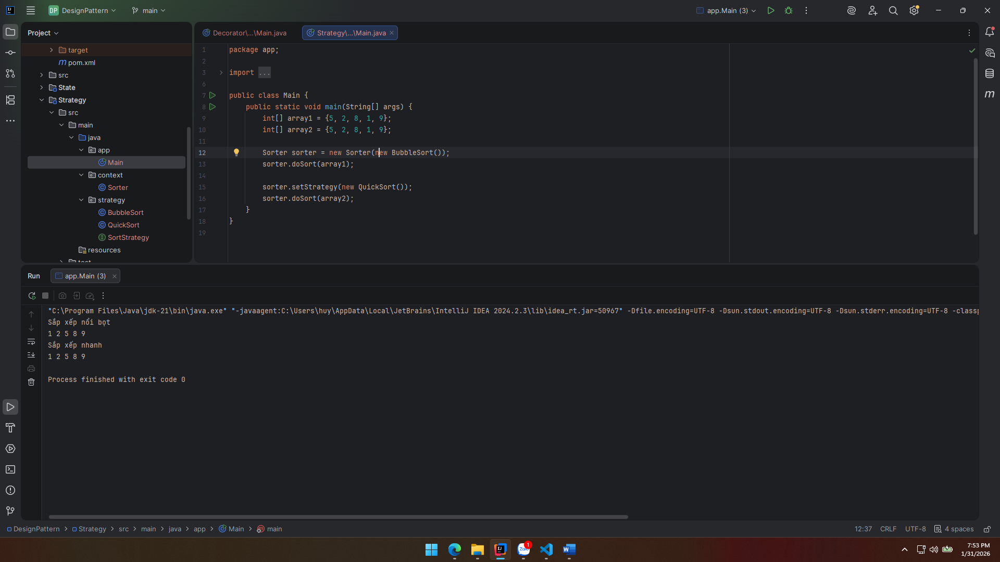 DP DesignPattern main app.Main (3)
Project
Decorator\...\Main.java Strategy\...\Main.java
target
pom.xml
src
State
Strategy
src
main
java
app
Main
context
Sorter
strategy
BubbleSort
QuickSort
SortStrategy
resources
1 package app;
2
3 import ...
6
7 public class Main {
8 public static void main(String[] args) {
9 int[] array1 = {5, 2, 8, 1, 9};
10 int[] array2 = {5, 2, 8, 1, 9};
11
12 Sorter sorter = new Sorter(new BubbleSort());
13 sorter.doSort(array1);
14
15 sorter.setStrategy(new QuickSort());
16 sorter.doSort(array2);
17 }
18 }
19
Run app.Main (3)
"C:\Program Files\Java\jdk-21\bin\java.exe" "-javaagent:C:\Users\huy\AppData\Local\JetBrains\IntelliJ IDEA 2024.2.3\lib\idea_rt.jar=50967" -Dfile.encoding=UTF-8 -Dsun.stdout.encoding=UTF-8 -Dsun.stderr.encoding=UTF-8
Sắp xếp nổi bọt
1 2 5 8 9
Sắp xếp nhanh
1 2 5 8 9
Process finished with exit code 0
DesignPattern > Strategy > src > main > java > app > Main > main
12:37 CRLF UTF-8 4 spaces
1
7:53 PM
1/31/2026